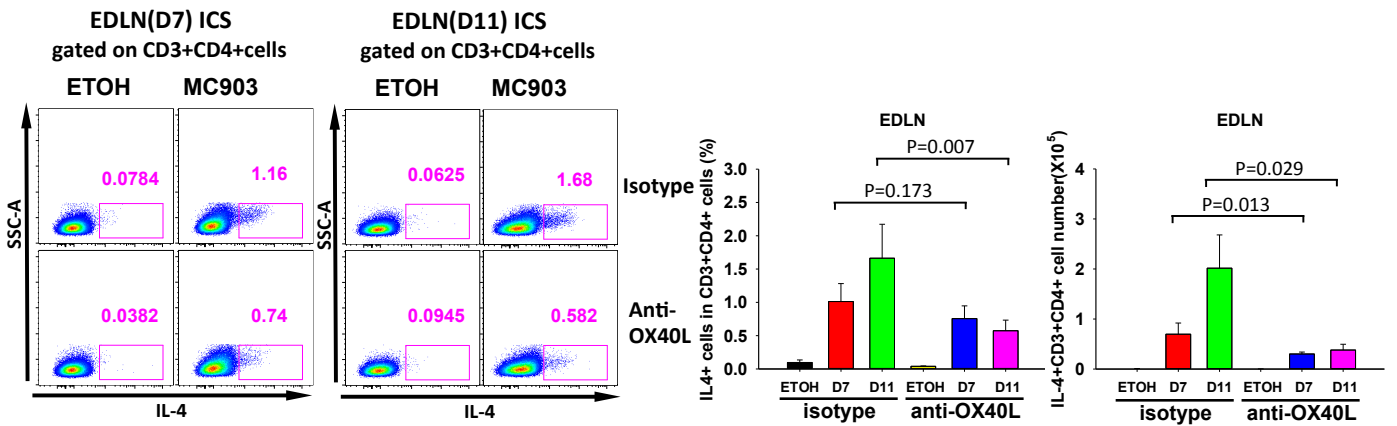 EDLN(D7) ICS
gated on CD3+CD4+cells
ETOH MC903
EDLN(D11) ICS
gated on CD3+CD4+cells
ETOH MC903
SSC-A
0.0784
1.16
0.0382
0.74
IL-4
SSC-A
0.0625
1.68
0.0945
0.582
IL-4
Isotype
Anti-
OX40L
EDLN
IL4+ cells in CD3+CD4+ cells (%)
3.0
2.5
2.0
1.5
1.0
0.5
0.0
P=0.007
P=0.173
ETOH D7 D11 ETOH D7 D11
isotype anti-OX40L
EDLN
IL-4+CD3+CD4+ cell number(X10⁵)
4
3
2
1
0
P=0.029
P=0.013
ETOH D7 D11 ETOH D7 D11
isotype anti-OX40L